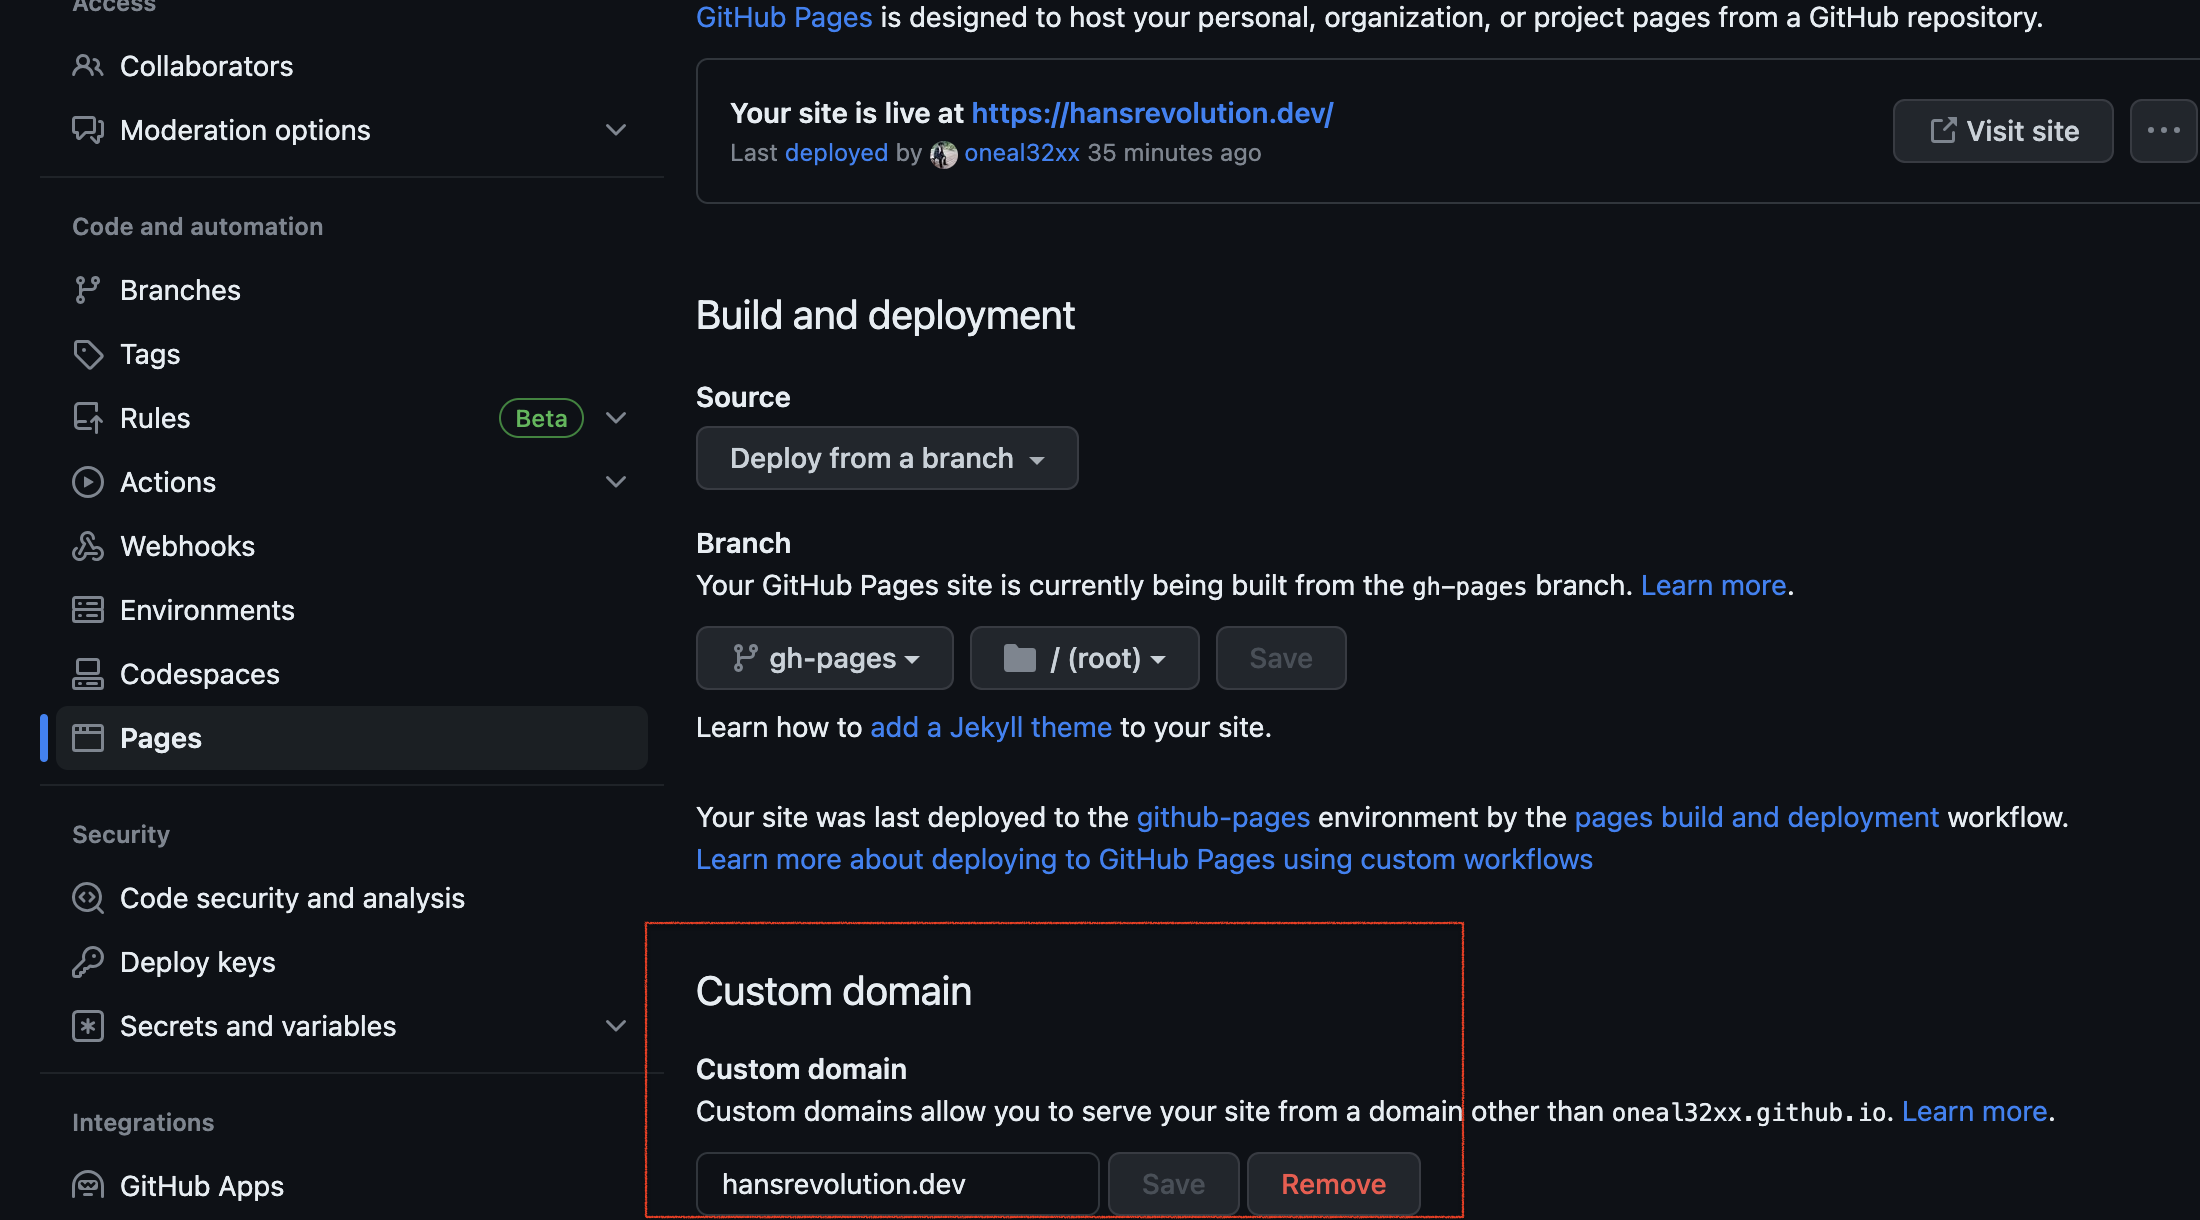 Access
Collaborators
Moderation options
Code and automation
Branches
Tags
Rules
Beta
Actions
Webhooks
Environments
Codespaces
Pages
Security
Code security and analysis
Deploy keys
Secrets and variables
Integrations
GitHub Apps
GitHub Pages is designed to host your personal, organization, or project pages from a GitHub repository.
Your site is live at https://hansrevolution.dev/
Last deployed by oneal32xx 35 minutes ago
Visit site
Build and deployment
Source
Deploy from a branch
Branch
Your GitHub Pages site is currently being built from the gh-pages branch. Learn more.
gh-pages / (root) Save
Learn how to add a Jekyll theme to your site.
Your site was last deployed to the github-pages environment by the pages build and deployment workflow.
Learn more about deploying to GitHub Pages using custom workflows
Custom domain
Custom domain
Custom domains allow you to serve your site from a domain other than oneal32xx.github.io. Learn more.
hansrevolution.dev Save Remove